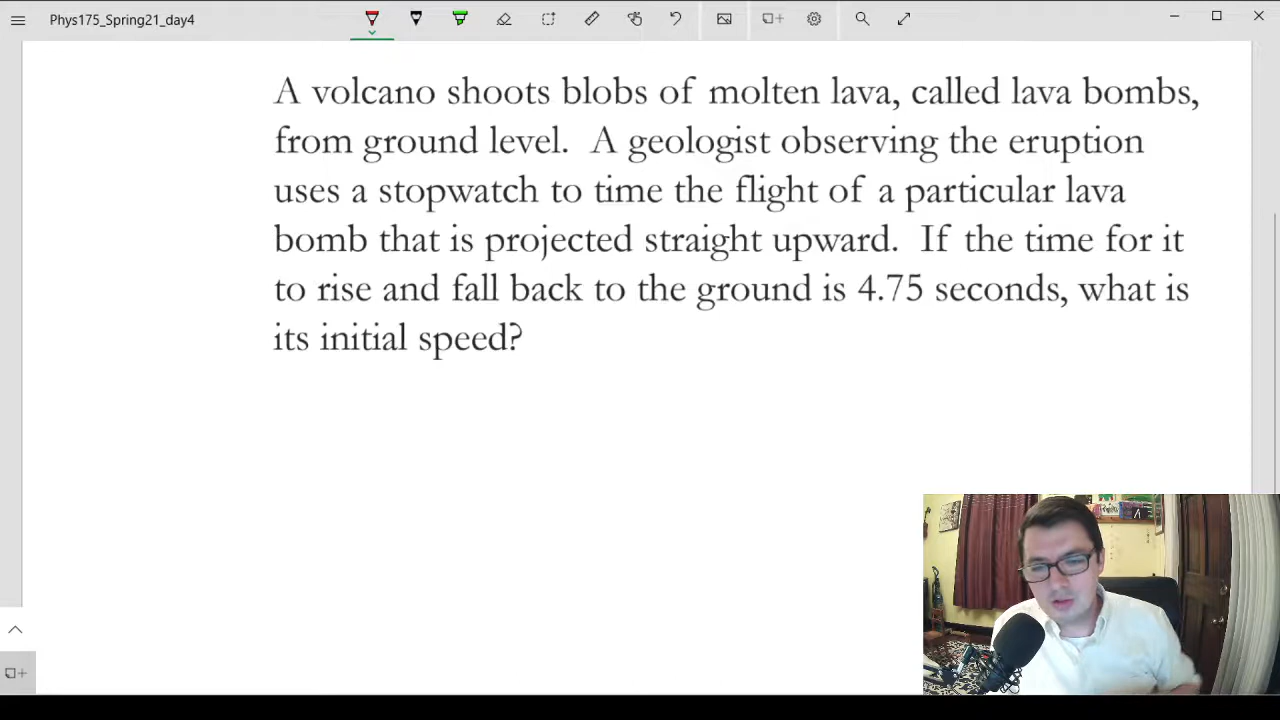 Phys175_Spring21_day4
A volcano shoots blobs of molten lava, called lava bombs,
from ground level. A geologist observing the eruption
uses a stopwatch to time the flight of a particular lava
bomb that is projected straight upward. If the time for it
to rise and fall back to the ground is 4.75 seconds, what is
its initial speed?